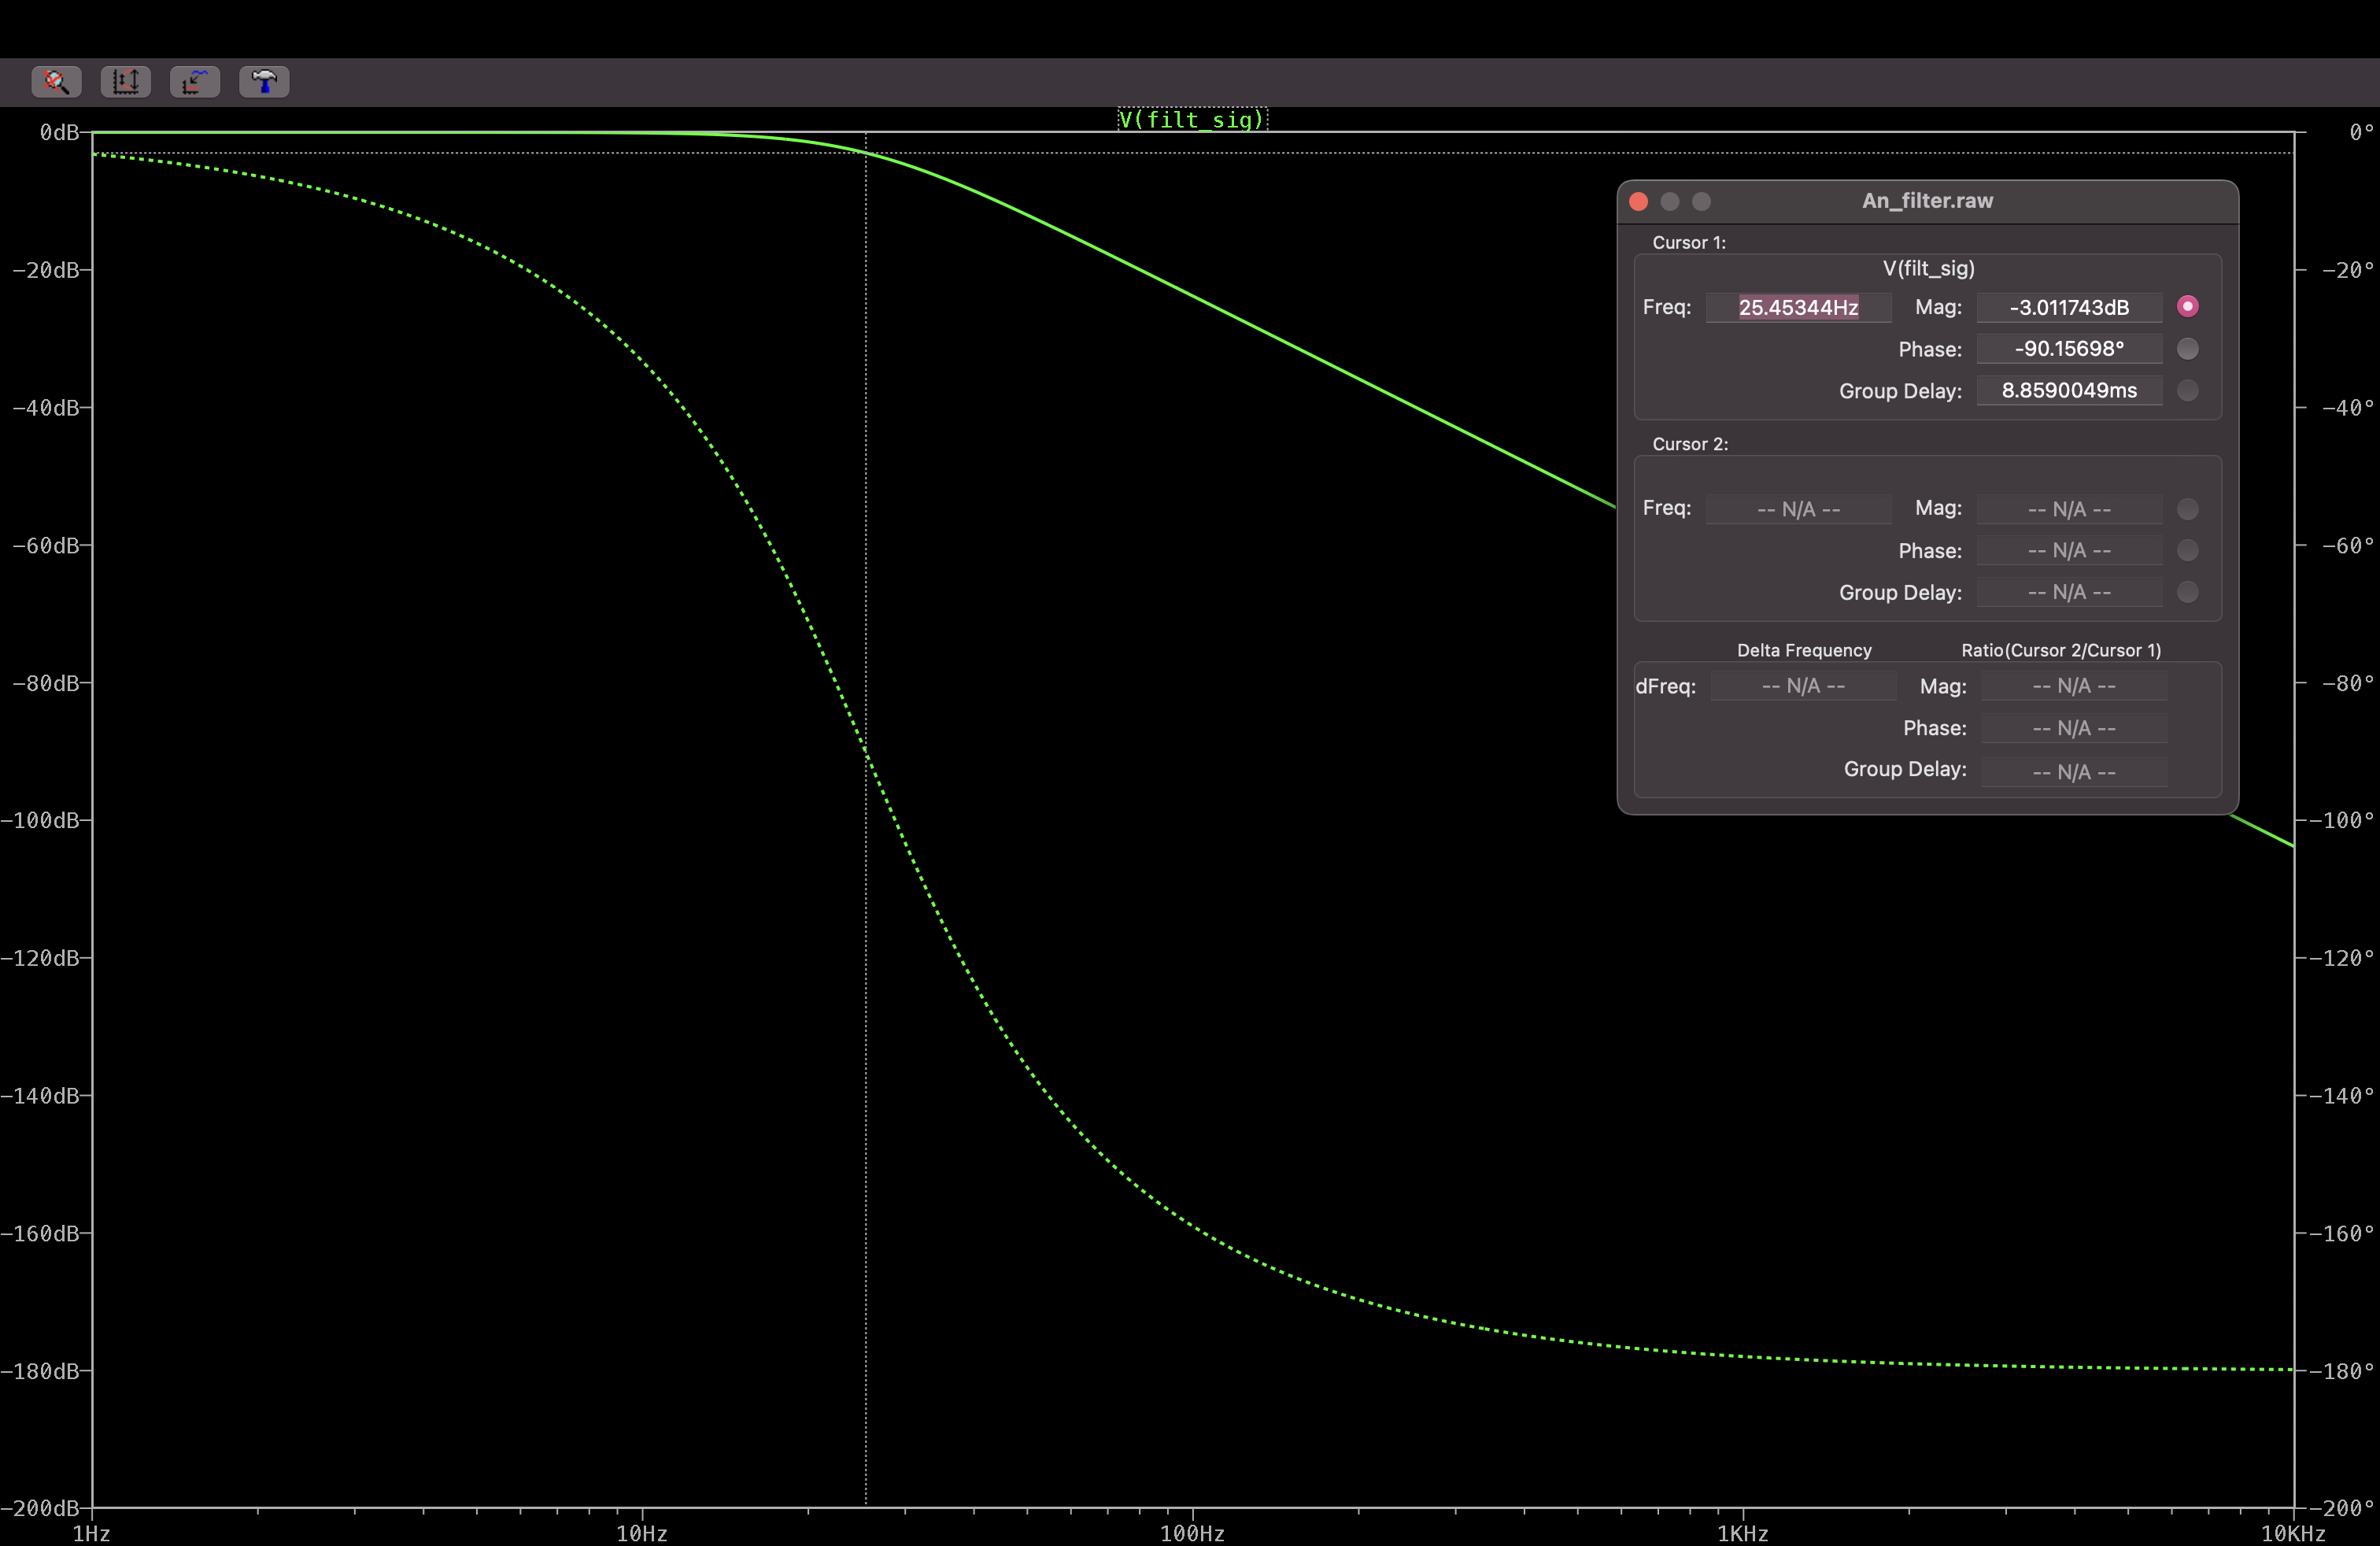 V(filt_sig)
0dB 0°
-20dB -20°
-40dB -40°
-60dB -60°
-80dB -80°
-100dB -100°
-120dB -120°
-140dB -140°
-160dB -160°
-180dB -180°
-200dB -200°
1Hz 10Hz 100Hz 1KHz 10KHz
An_filter.raw
Cursor 1:
V(filt_sig)
Freq: 25.45344Hz Mag: -3.011743dB
Phase: -90.15698°
Group Delay: 8.8590049ms
Cursor 2:
Freq: -- N/A -- Mag: -- N/A --
Phase: -- N/A --
Group Delay: -- N/A --
Delta Frequency Ratio(Cursor 2/Cursor 1)
dFreq: -- N/A -- Mag: -- N/A --
Phase: -- N/A --
Group Delay: -- N/A --